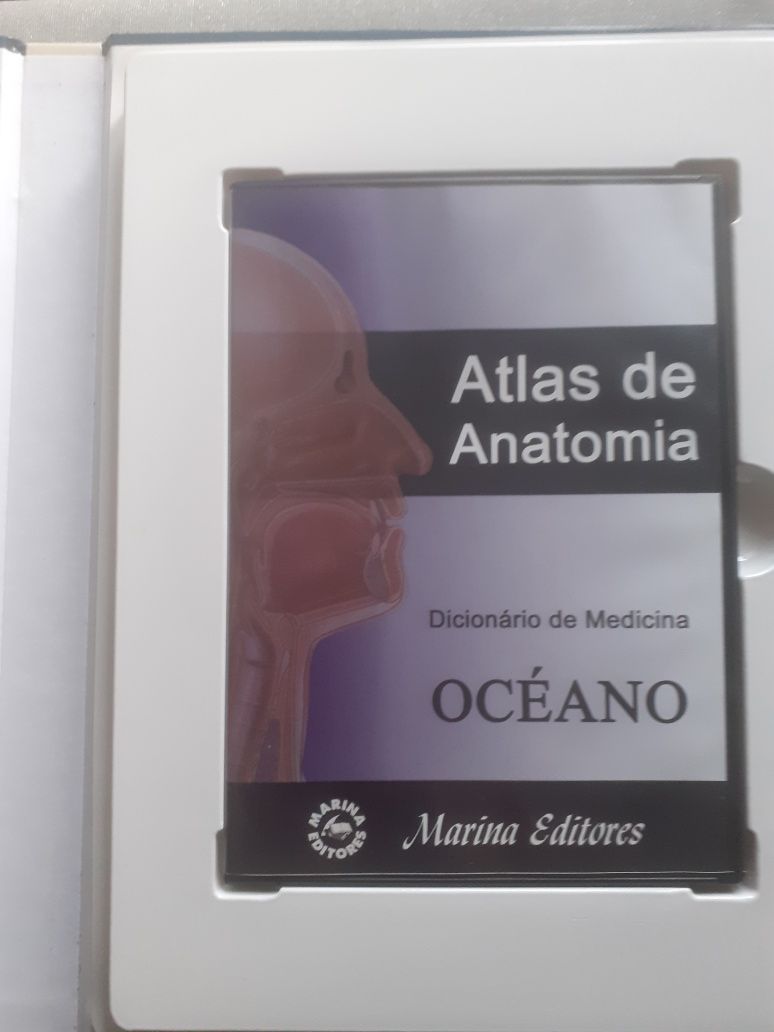 Atlas de
Anatomia
Dicionário de Medicina
OCÉANO
MARINA
EDITORES
Marina Editores